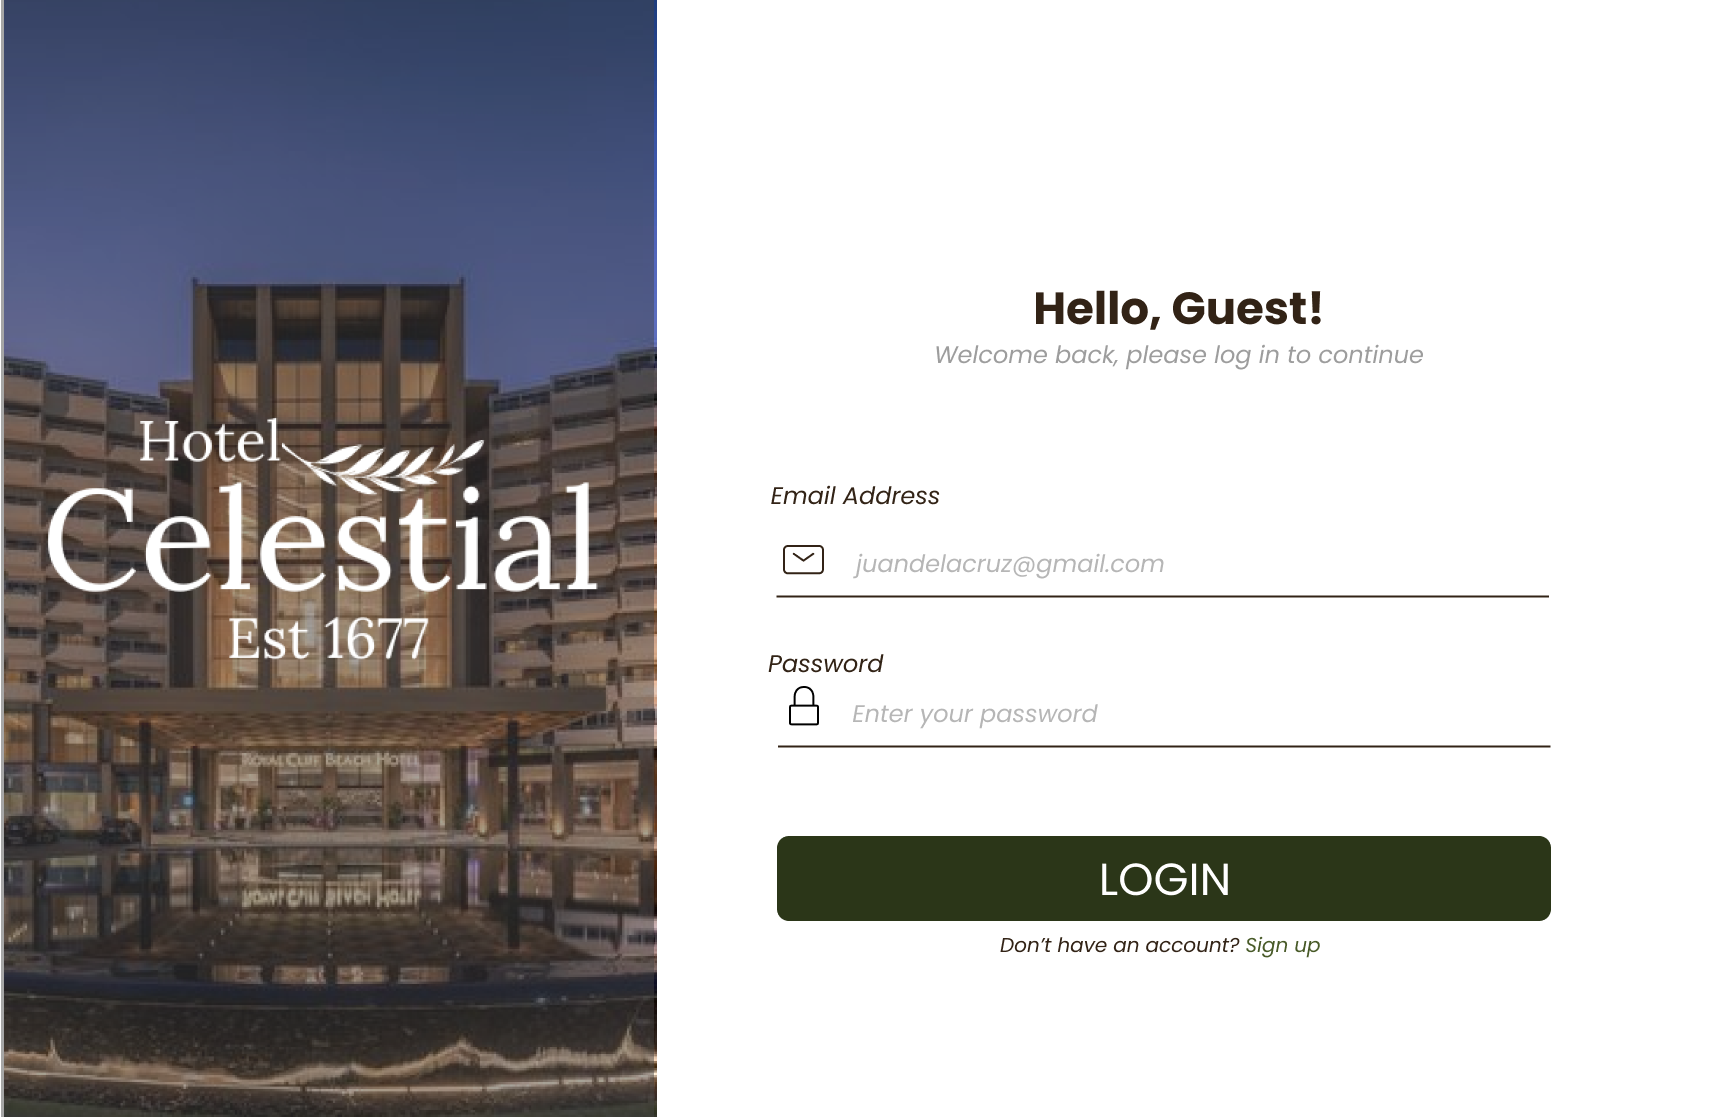 Hotel
Celestial
Est 1677
ROYAL CLIFF BEACH HOTEL
Hello, Guest!
Welcome back, please log in to continue
Email Address
juandelacruz@gmail.com
Password
Enter your password
LOGIN
Don’t have an account? Sign up